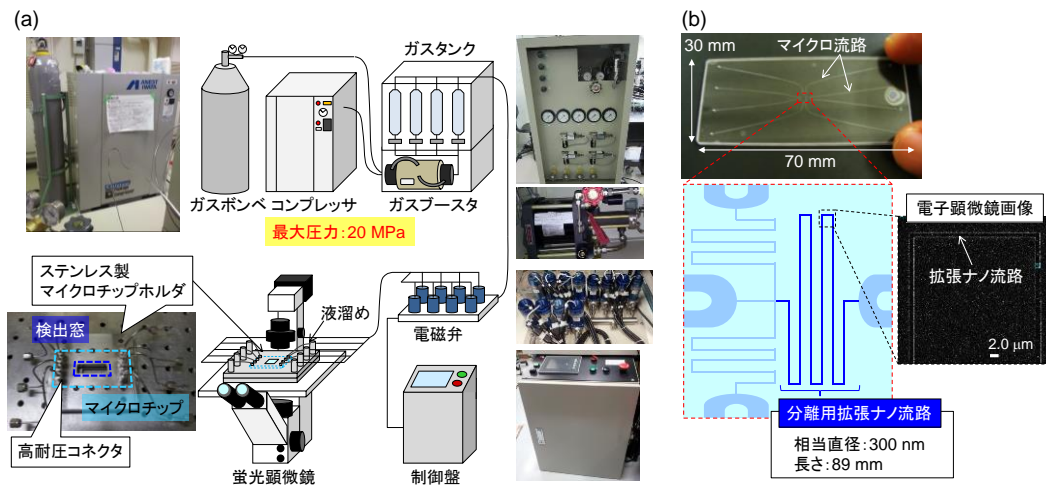 (a)
ガスタンク
ガスボンベ
コンプレッサ
ガスブースタ
最大圧力:20 MPa
ANEST
IWATA
ステンレス製
マイクロチップホルダ
検出窓
マイクロチップ
高耐圧コネクタ
液溜め
電磁弁
蛍光顕微鏡
制御盤
(b)
30 mm
マイクロ流路
70 mm
電子顕微鏡画像
拡張ナノ流路
2.0 μm
分離用拡張ナノ流路
相当直径:300 nm
長さ:89 mm